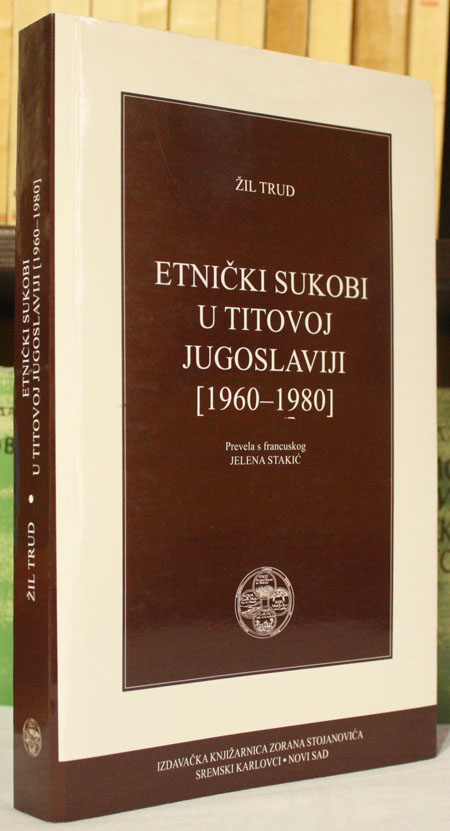 ŽIL TRUD
ETNIČKI SUKOBI
U TITOVOJ
JUGOSLAVIJI
[1960–1980]
Prevela s francuskog
JELENA STAKIĆ
IZDAVAČKA KNJIŽARNICA ZORANA STOJANOVIĆA
SREMSKI KARLOVCI • NOVI SAD
ŽIL TRUD • ETNIČKI SUKOBI
U TITOVOJ JUGOSLAVIJI [1960–1980]